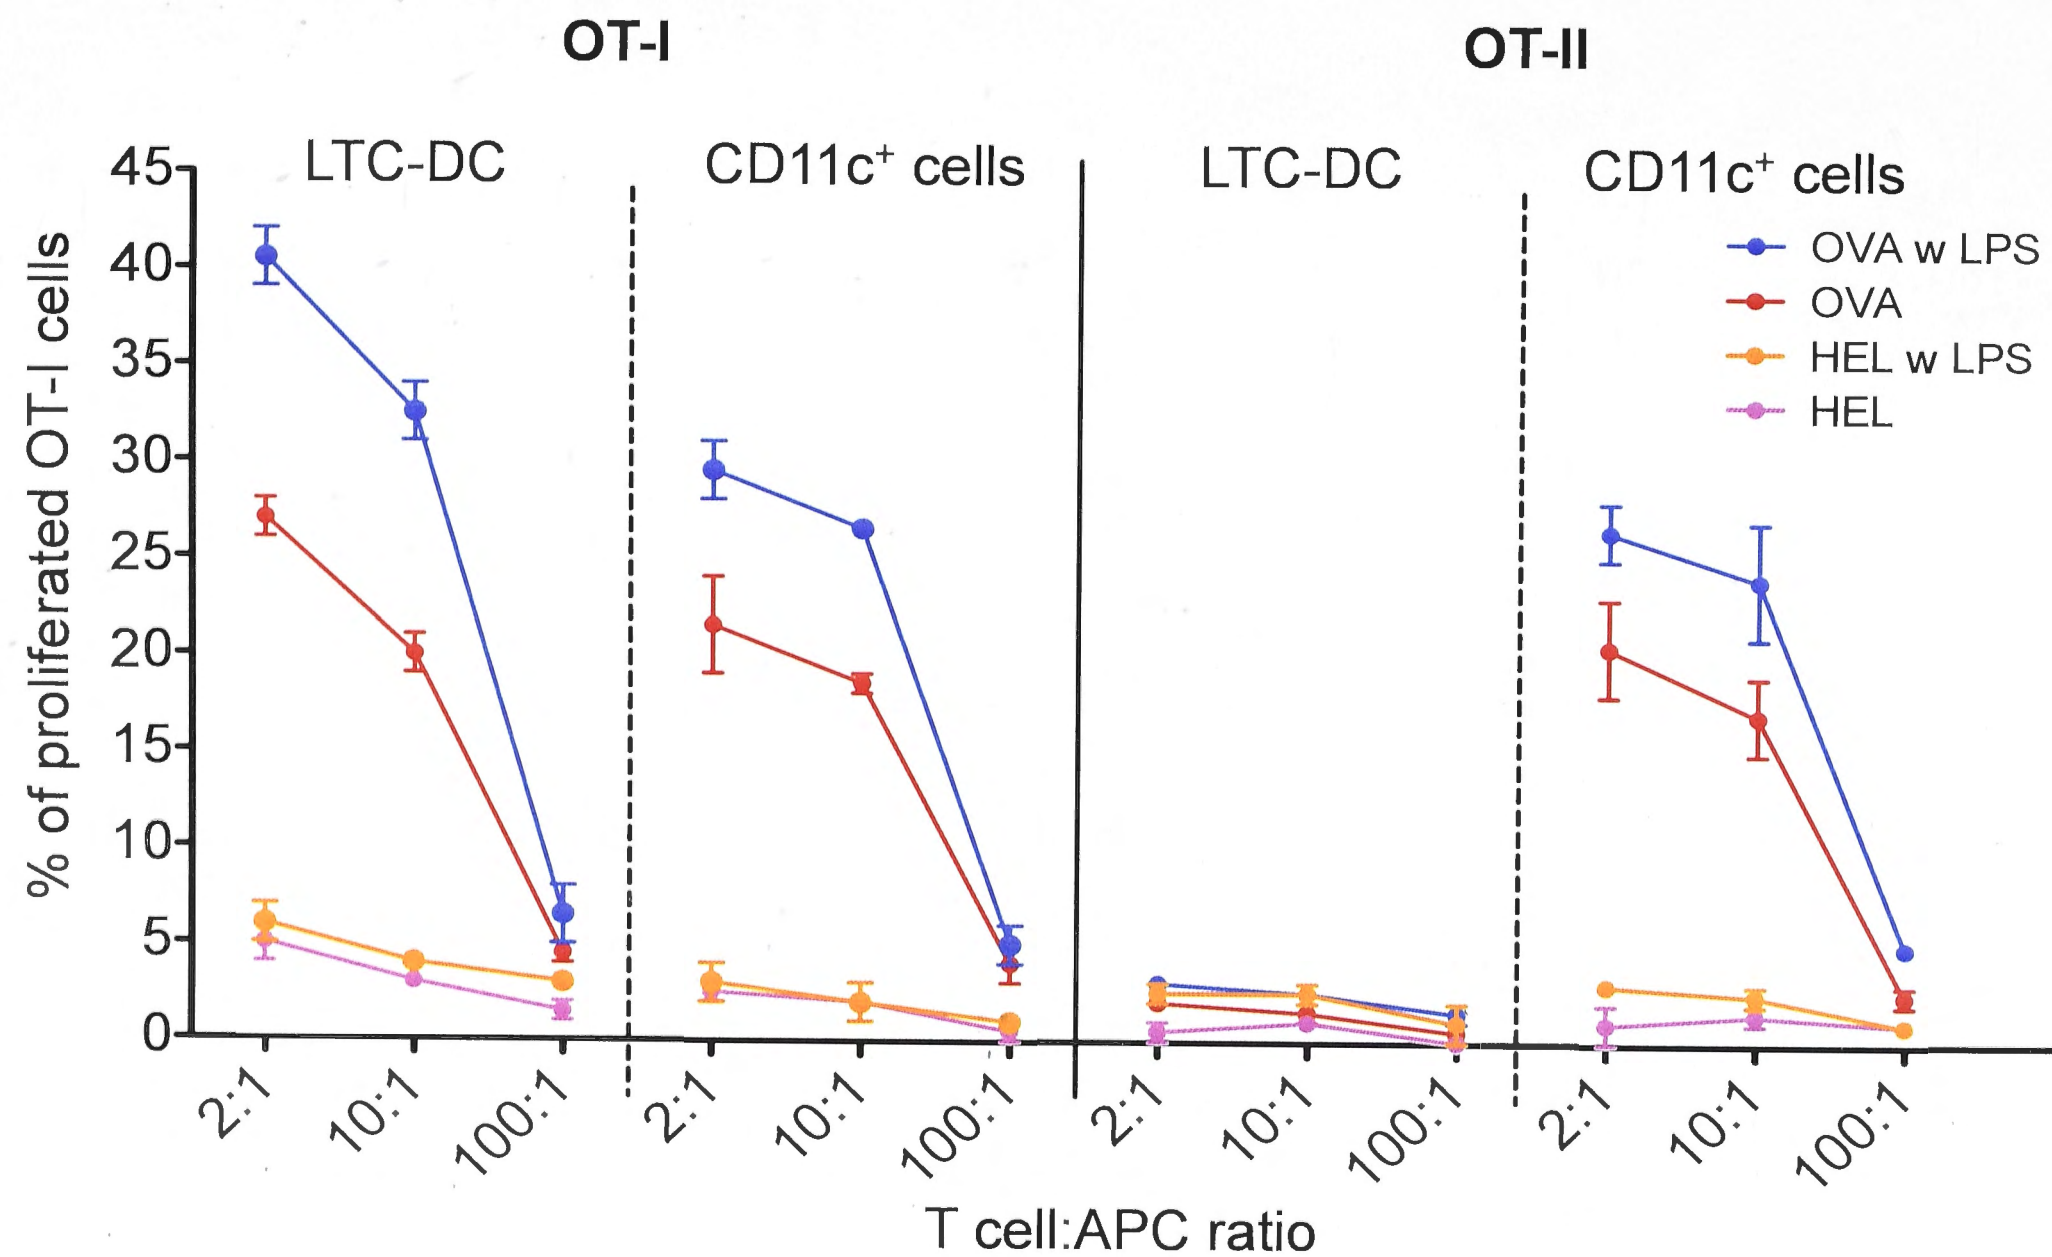 OT-I
OT-II
LTC-DC
CD11c⁺ cells
LTC-DC
CD11c⁺ cells
OVA w LPS
OVA
HEL w LPS
HEL
% of proliferated OT-I cells
45
40
35
30
25
20
15
10
5
0
2:1
10:1
100:1
2:1
10:1
100:1
2:1
10:1
100:1
2:1
10:1
100:1
T cell:APC ratio